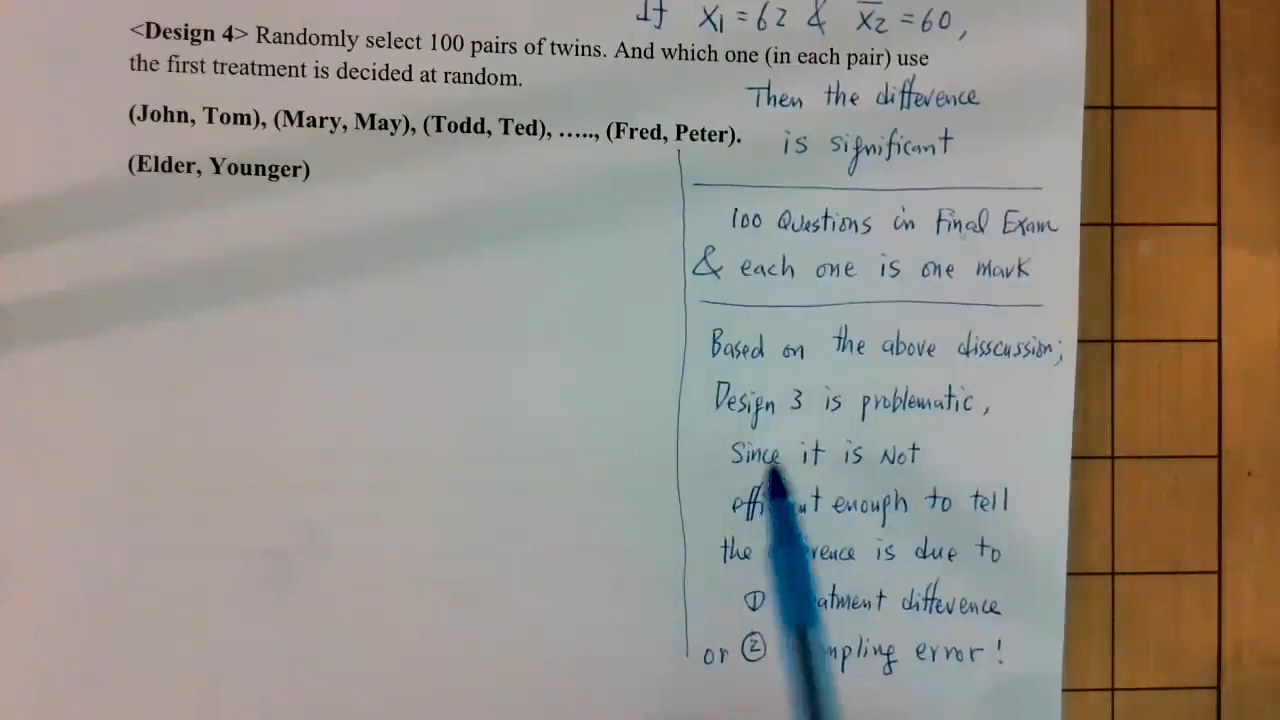 If X1 = 62 & X̄2 = 60,
<Design 4> Randomly select 100 pairs of twins. And which one (in each pair) use
the first treatment is decided at random.
(John, Tom), (Mary, May), (Todd, Ted), ....., (Fred, Peter).
(Elder, Younger)
Then the difference
is significant
100 Questions in Final Exam
& each one is one mark
Based on the above disscussion;
Design 3 is problematic,
Since it is Not
enough to tell
the is due to
① difference
or ② error!